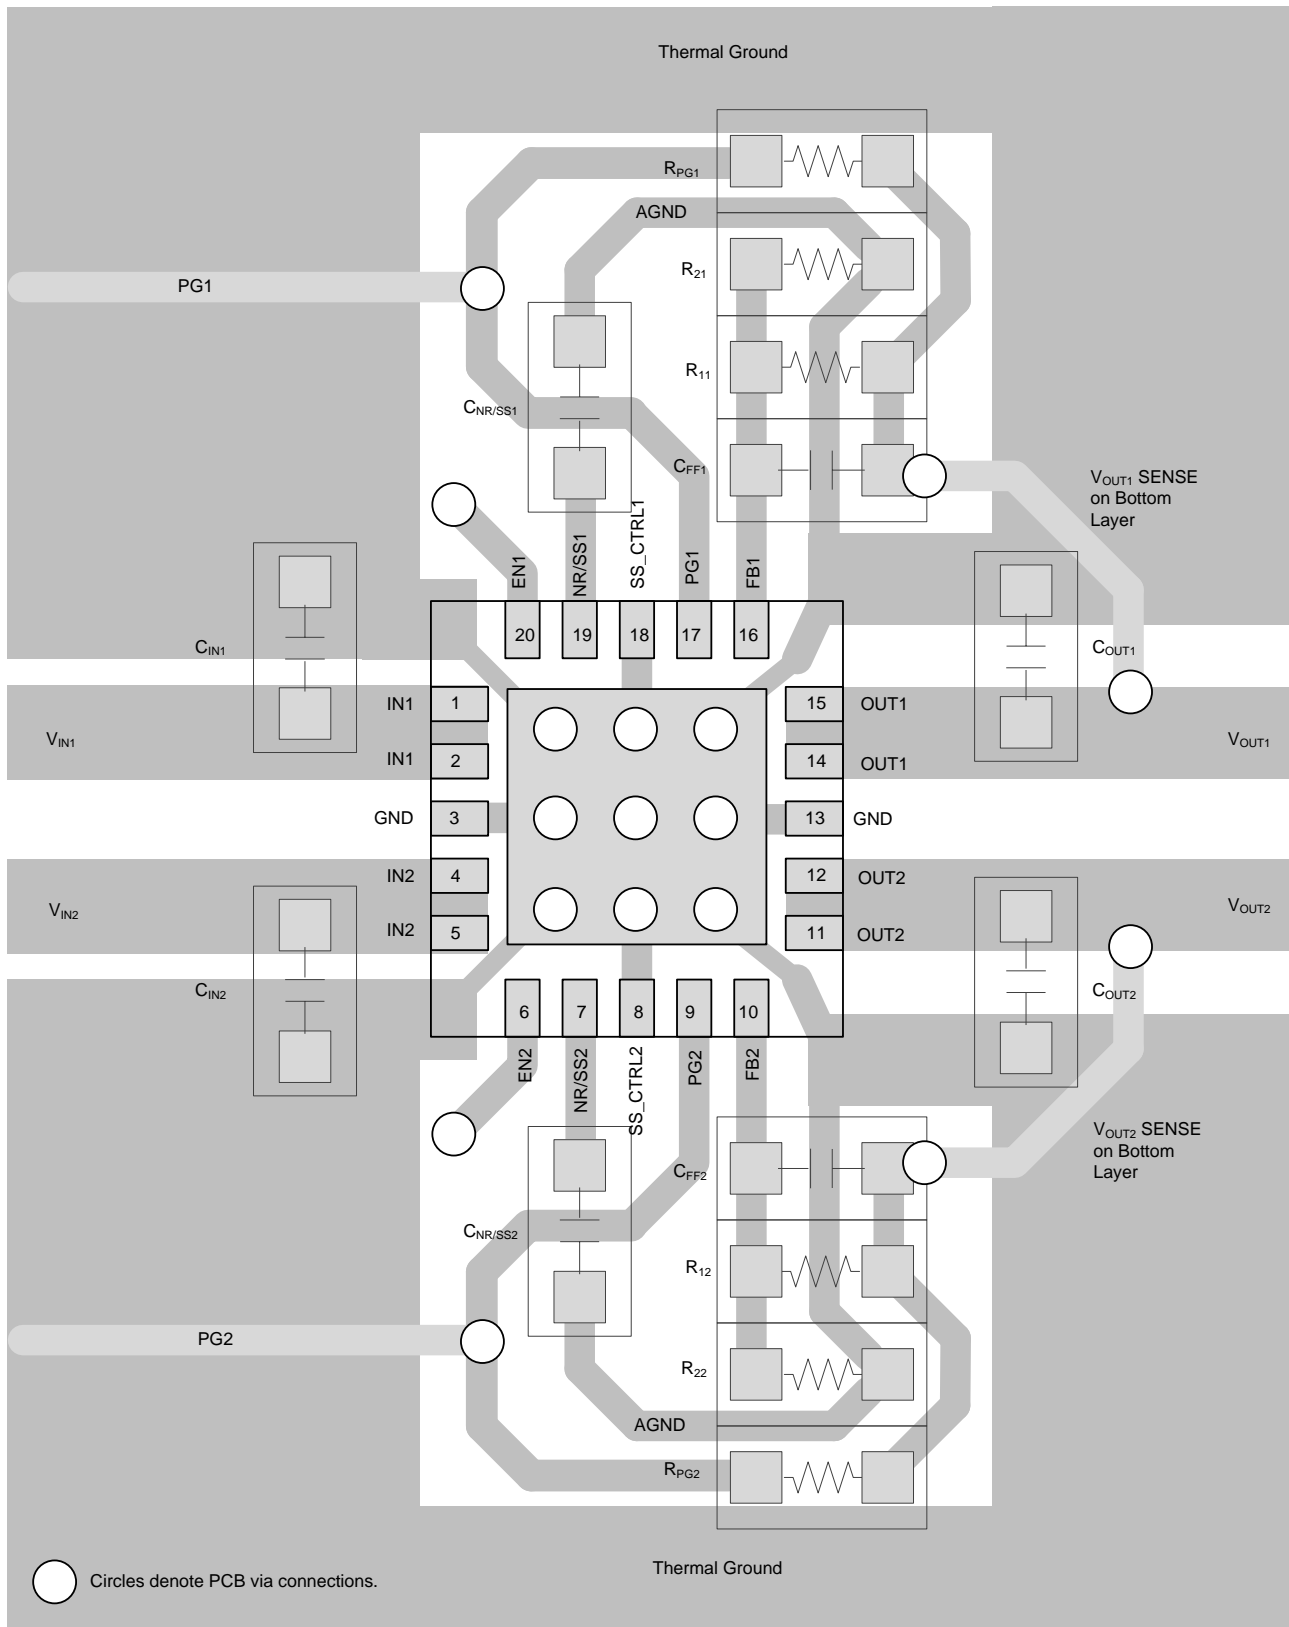 Thermal Ground
RPG1
AGND
R21
PG1
R11
CNR/SS1
CFF1
VOUT1 SENSE
on Bottom
Layer
EN1
NR/SS1
SS_CTRL1
PG1
FB1
20
19
18
17
16
CIN1
COUT1
IN1
1
15
OUT1
VIN1
VOUT1
IN1
2
14
OUT1
GND
3
13
GND
IN2
4
12
OUT2
VIN2
VOUT2
IN2
5
11
OUT2
CIN2
COUT2
6
7
8
9
10
EN2
NR/SS2
SS_CTRL2
PG2
FB2
VOUT2 SENSE
on Bottom
Layer
CFF2
CNR/SS2
R12
PG2
R22
AGND
RPG2
Thermal Ground
Circles denote PCB via connections.